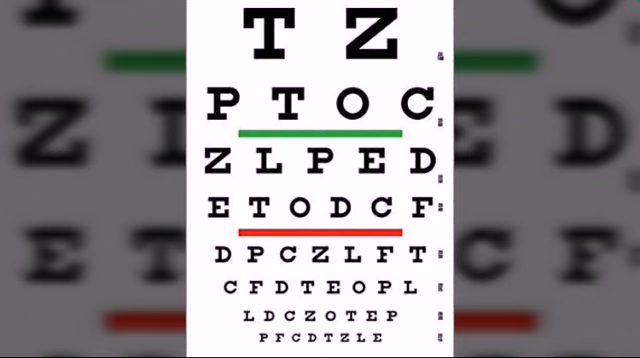 T Z
P T O C
Z L P E D
E T O D C F
D P C Z L F T
C F D T E O P L
L D C Z O T E P
P F C D T Z L E